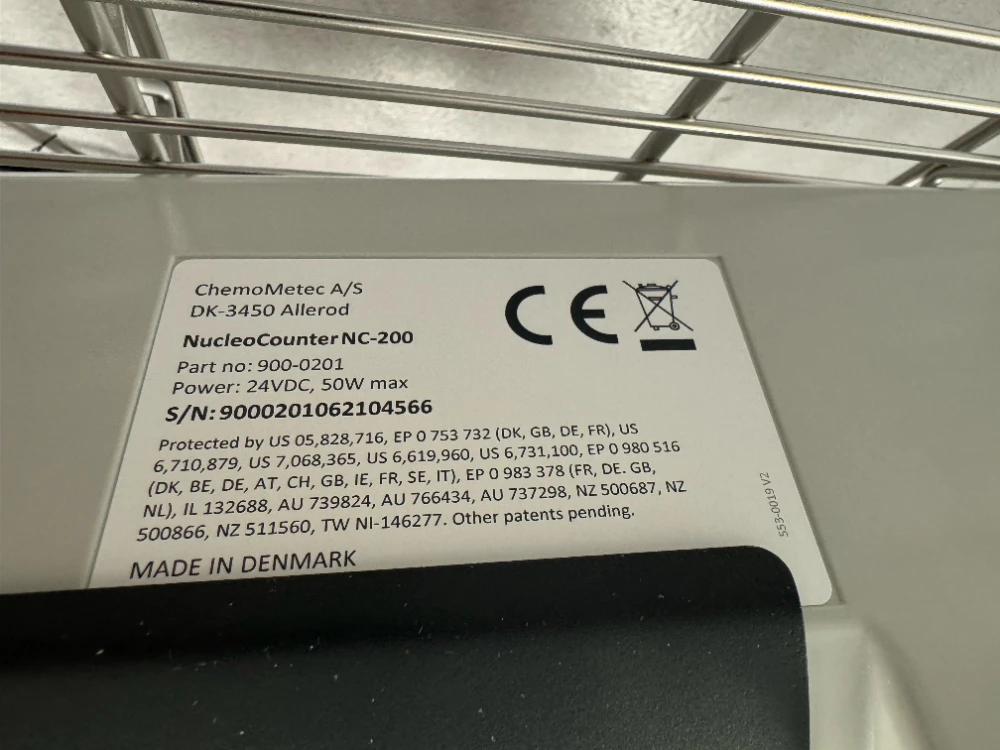 ChemoMetec A/S
DK-3450 Allerod
NucleoCounter NC-200
Part no: 900-0201
Power: 24VDC, 50W max
S/N: 9000201062104566
Protected by US 05,828,716, EP 0 753 732 (DK, GB, DE, FR), US
6,710,879, US 7,068,365, US 6,619,960, US 6,731,100, EP 0 980 516
(DK, BE, DE, AT, CH, GB, IE, FR, SE, IT), EP 0 983 378 (FR, DE. GB,
NL), IL 132688, AU 739824, AU 766434, AU 737298, NZ 500687, NZ
500866, NZ 511560, TW NI-146277. Other patents pending.
MADE IN DENMARK
CE
553-0019 V2